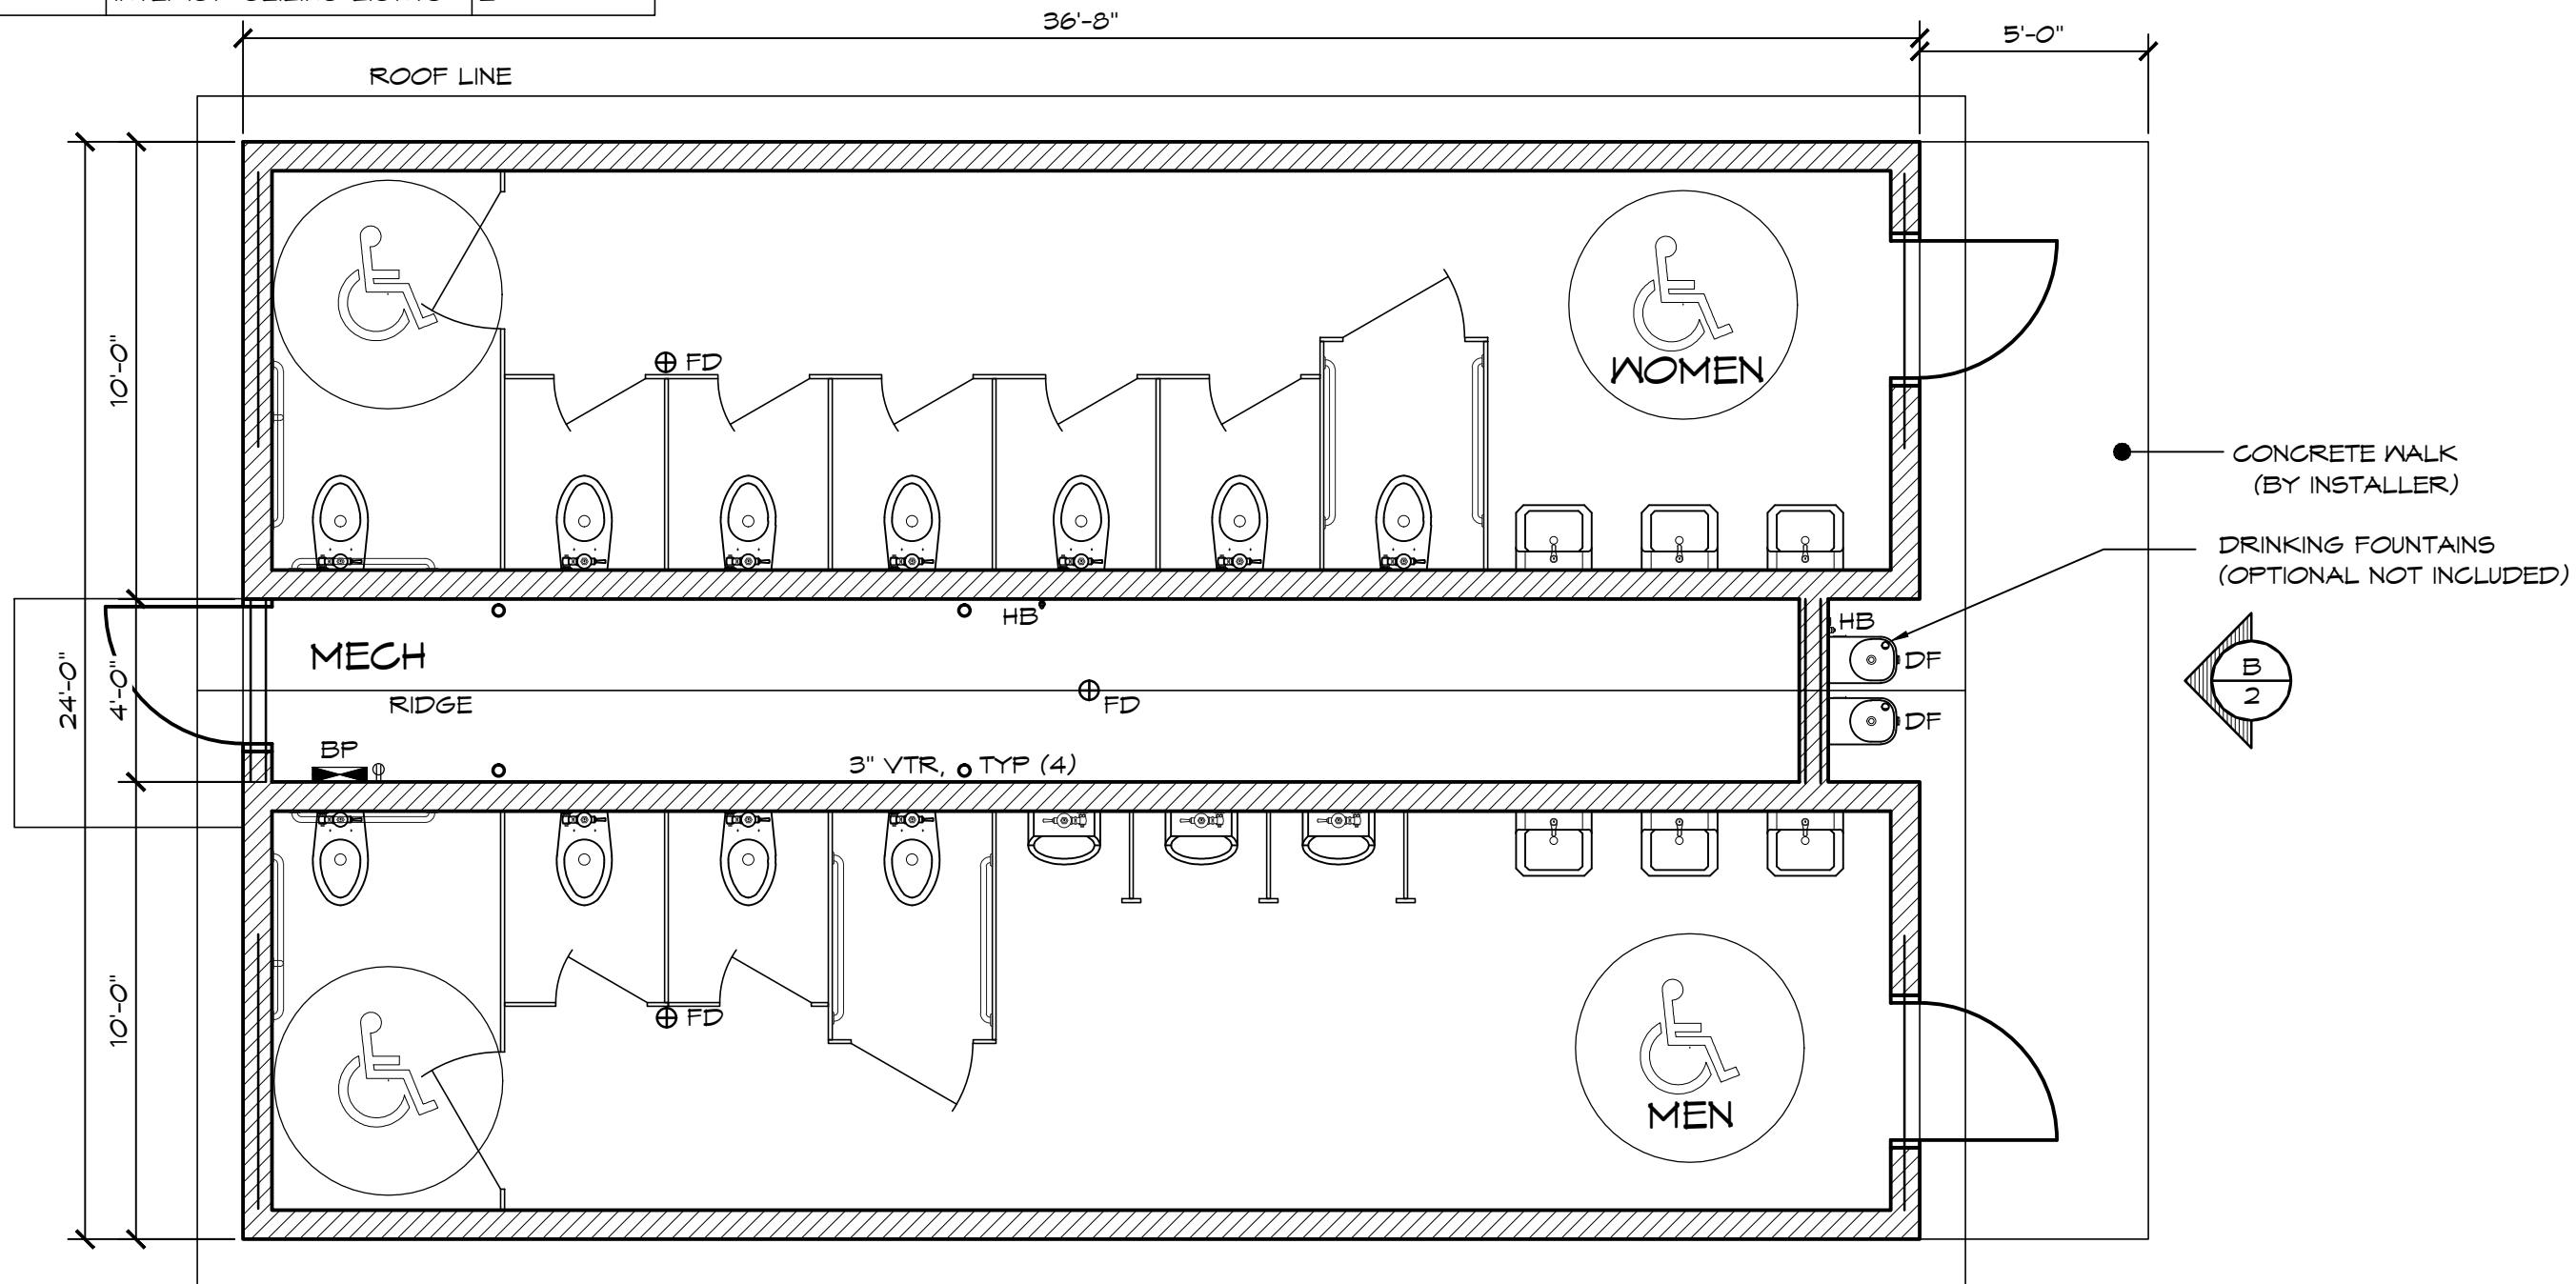 36'-8"
5'-0"
ROOF LINE
10'-0"
WOMEN
FD
CONCRETE WALK
(BY INSTALLER)
DRINKING FOUNTAINS
(OPTIONAL NOT INCLUDED)
HB
HB
MECH
24'-0"
4'-0"
DF
B
2
RIDGE
FD
DF
BP
3" VTR, TYP (4)
10'-0"
FD
MEN